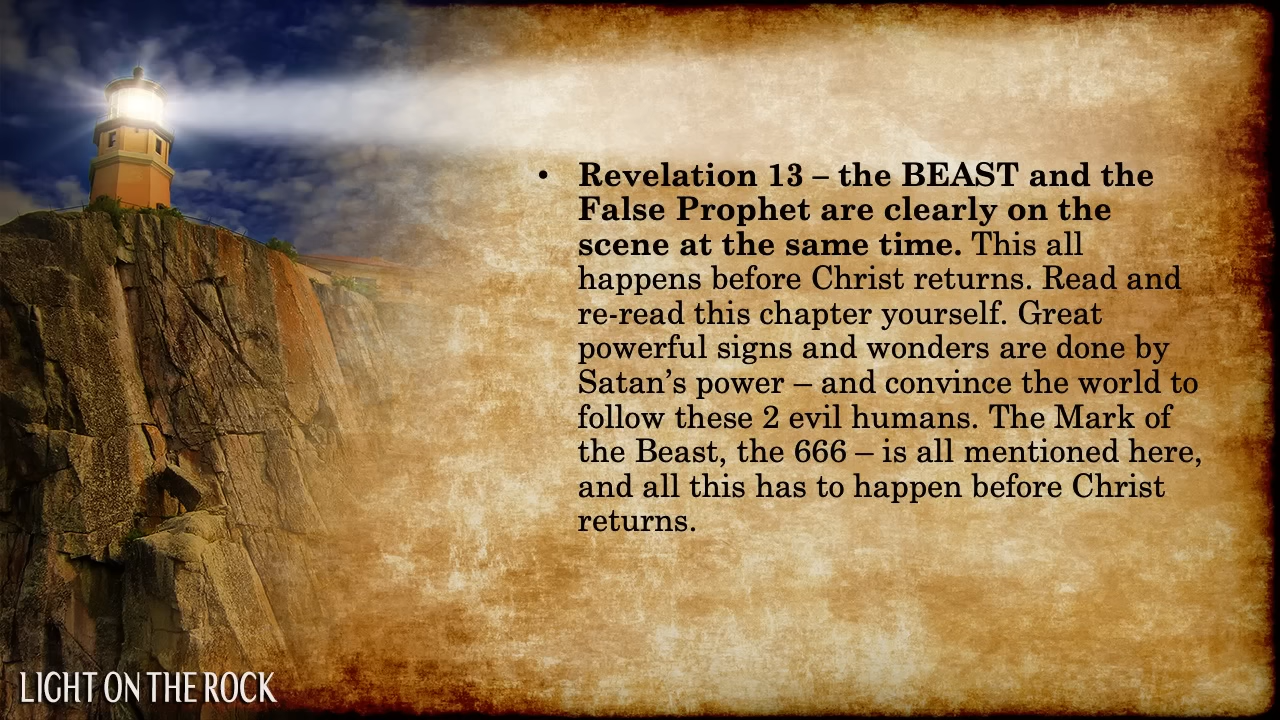 • Revelation 13 – the BEAST and the
False Prophet are clearly on the
scene at the same time. This all
happens before Christ returns. Read and
re-read this chapter yourself. Great
powerful signs and wonders are done by
Satan’s power – and convince the world to
follow these 2 evil humans. The Mark of
the Beast, the 666 – is all mentioned here,
and all this has to happen before Christ
returns.
LIGHT ON THE ROCK